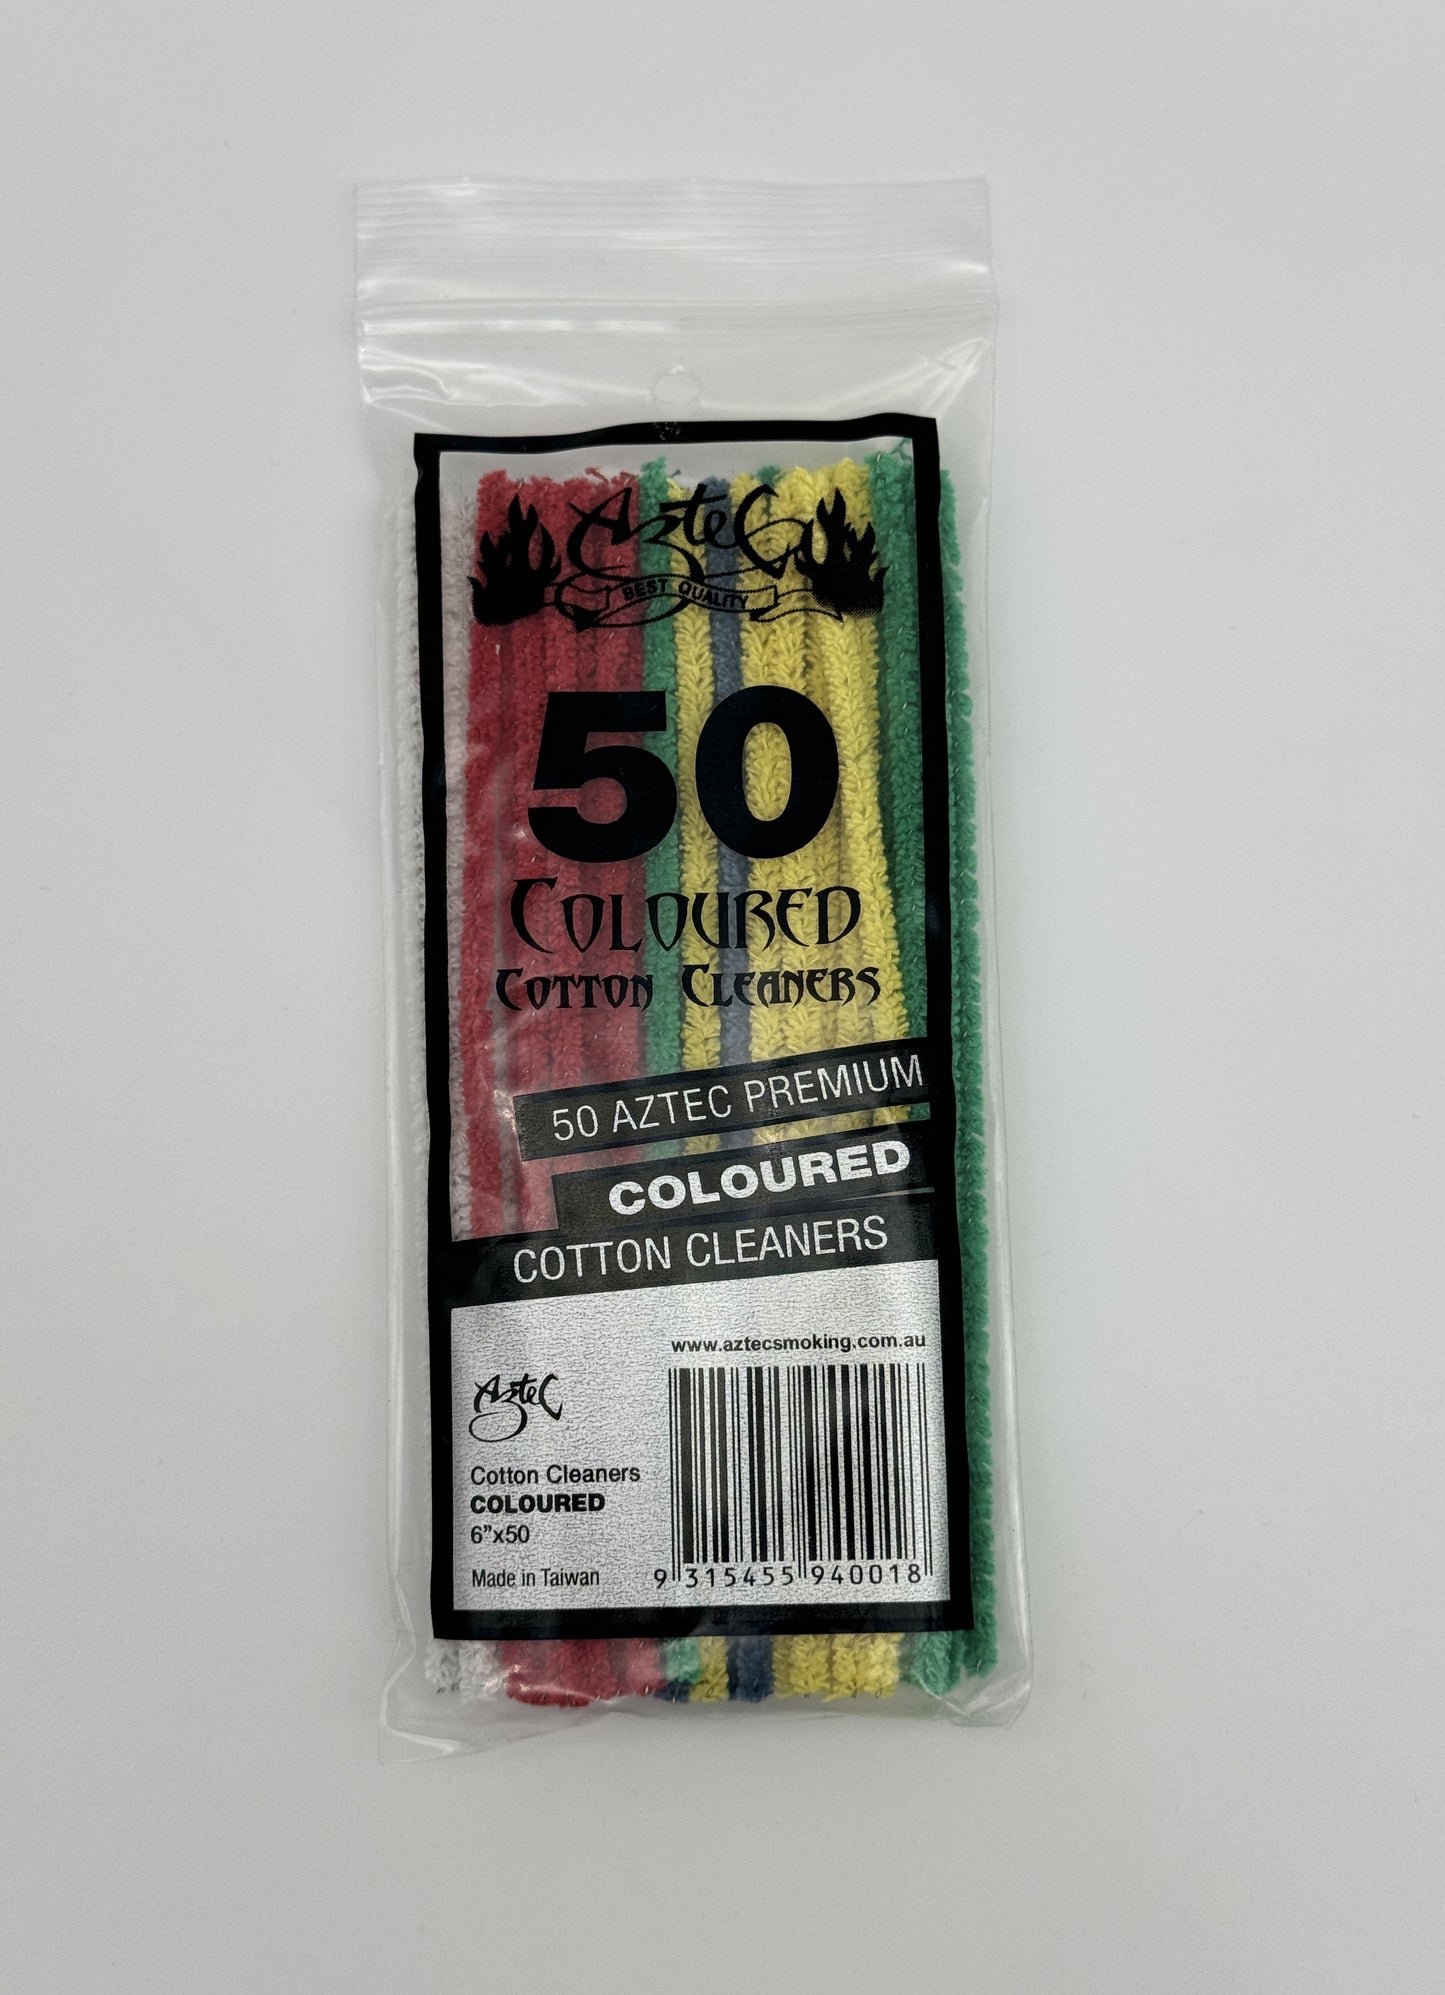 Aztec
BEST QUALITY
50
COLOURED
COTTON CLEANERS
50 AZTEC PREMIUM
COLOURED
COTTON CLEANERS
www.aztecsmoking.com.au
Aztec
Cotton Cleaners
COLOURED
6”x50
Made in Taiwan
9 315455 940018